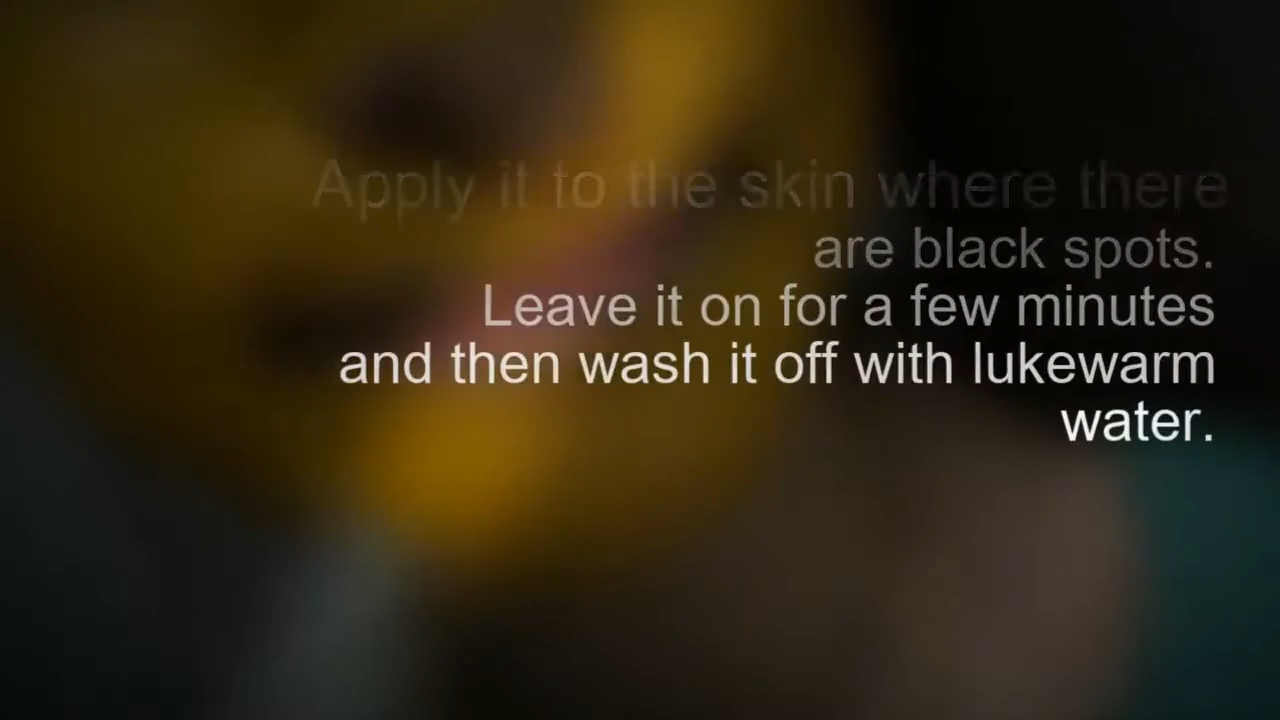 Apply it to the skin where there
are black spots.
Leave it on for a few minutes
and then wash it off with lukewarm
water.